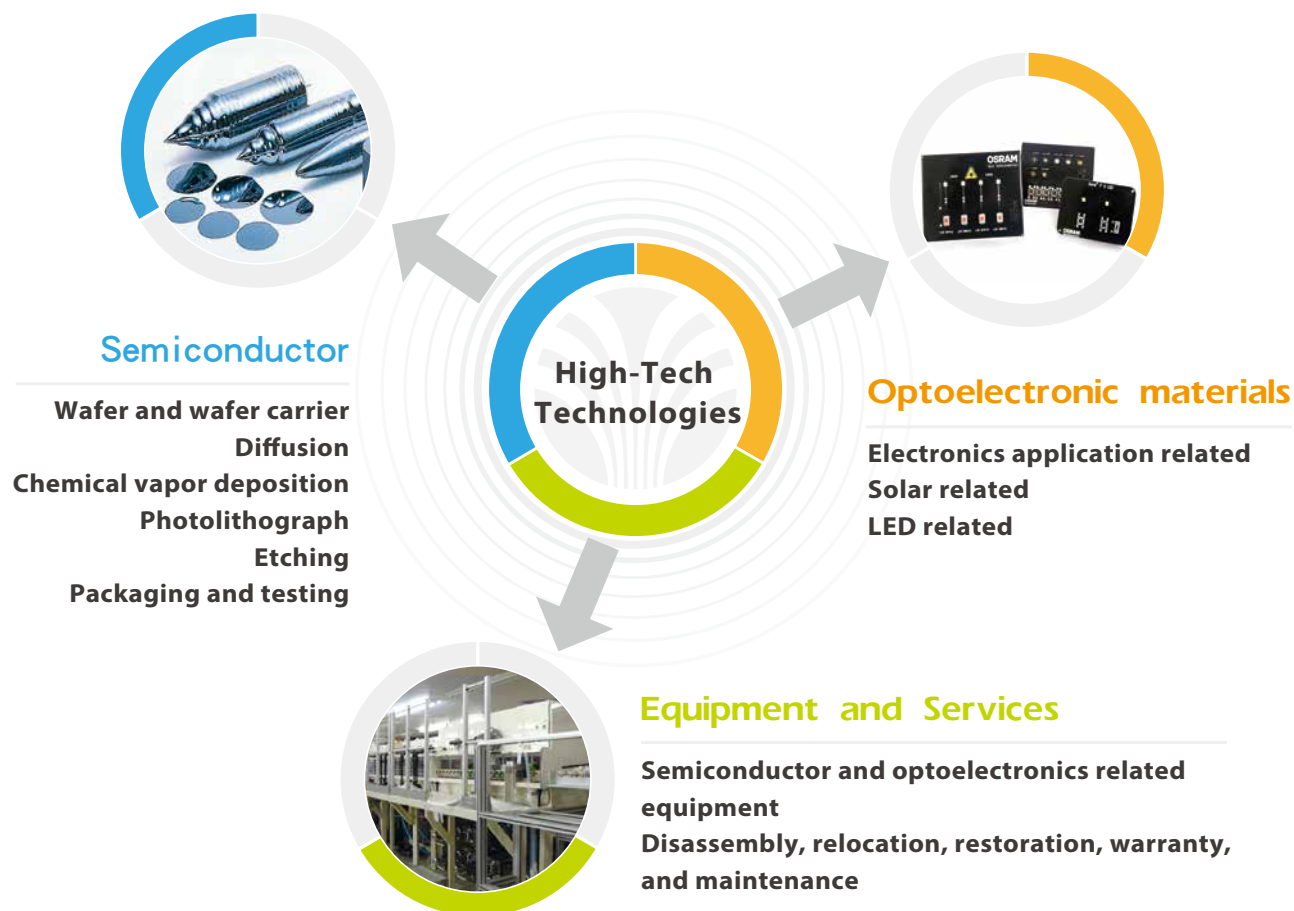 OSRAM
OSRAM
High-Tech
Technologies
Semiconductor
Wafer and wafer carrier
Diffusion
Chemical vapor deposition
Photolithograph
Etching
Packaging and testing
Optoelectronic materials
Electronics application related
Solar related
LED related
Equipment and Services
Semiconductor and optoelectronics related
equipment
Disassembly, relocation, restoration, warranty,
and maintenance